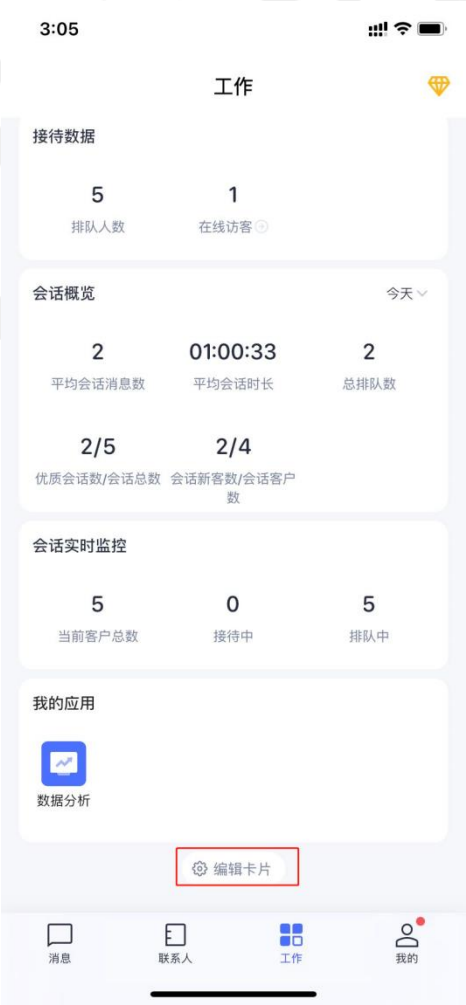 3:05
工作
接待数据
5 1
排队人数 在线访客
会话概览 今天
2 01:00:33 2
平均会话消息数 平均会话时长 总排队数
2/5 2/4
优质会话数/会话总数 会话新客数/会话客户
数
会话实时监控
5 0 5
当前客户总数 接待中 排队中
我的应用
数据分析
编辑卡片
消息 联系人 工作 我的